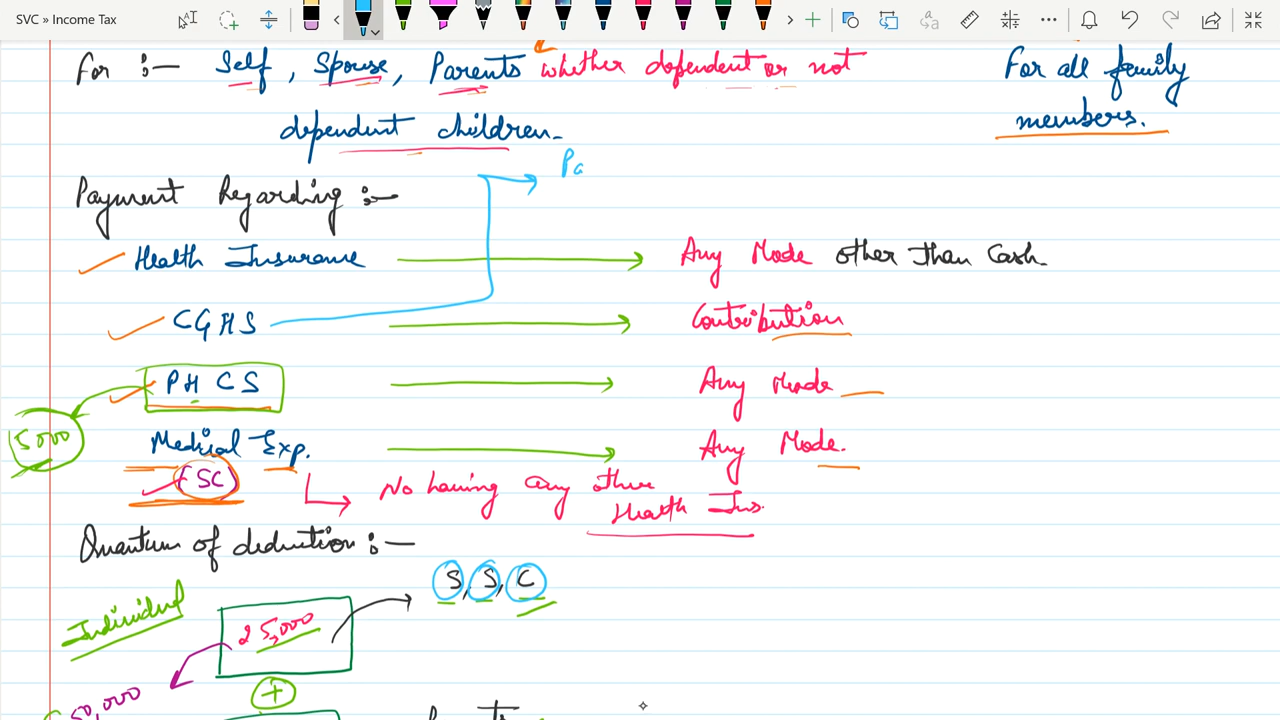 SVC » Income Tax
For :- Self, Spouse, Parents whether dependent or not
For all family
dependent children.
members.
Pa
Payment Regarding :-
Health Insurance → Any Mode other than Cash
CGHS → Contribution
PHCS → Any Mode
5000
Medical Exp. → Any Mode.
(SC)
No having any other
Health Ins.
Quantum of deduction :-
S, S, C
Individual
25,000
50,000
+